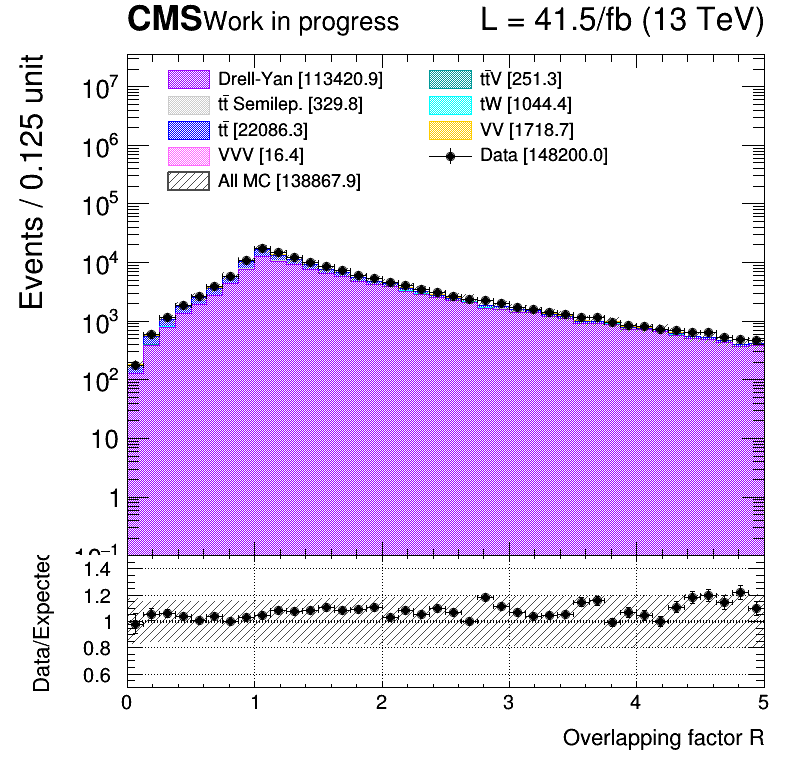 CMS Work in progress L = 41.5/fb (13 TeV)
Events / 0.125 unit
Drell-Yan [113420.9]
tt̄ Semilep. [329.8]
tt̄ [22086.3]
VVV [16.4]
All MC [138867.9]
tt̄V [251.3]
tW [1044.4]
VV [1718.7]
Data [148200.0]
10⁷
10⁶
10⁵
10⁴
10³
10²
10
1
10⁻¹
Data/Expected
1.4
1.2
1
0.8
0.6
0 1 2 3 4 5
Overlapping factor R